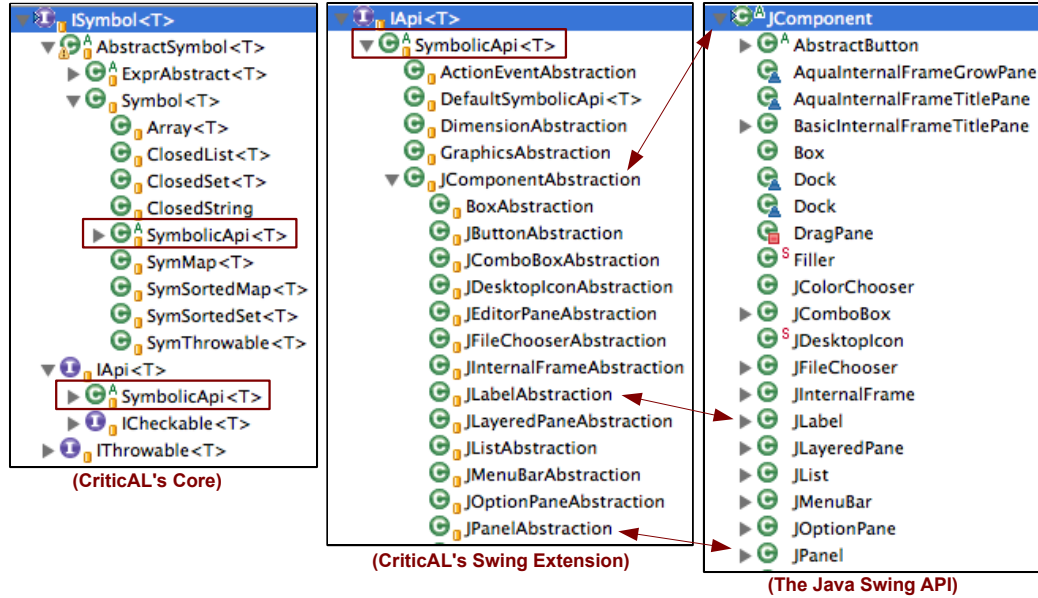 ISymbol<T>
AbstractSymbol<T>
ExprAbstract<T>
Symbol<T>
Array<T>
ClosedList<T>
ClosedSet<T>
ClosedString
SymbolicApi<T>
SymMap<T>
SymSortedMap<T>
SymSortedSet<T>
SymThrowable<T>
IApi<T>
SymbolicApi<T>
ICheckable<T>
IThrowable<T>
(CriticAL's Core)
IApi<T>
SymbolicApi<T>
ActionEventAbstraction
DefaultSymbolicApi<T>
DimensionAbstraction
GraphicsAbstraction
JComponentAbstraction
BoxAbstraction
JButtonAbstraction
JComboBoxAbstraction
JDesktopIconAbstraction
JEditorPaneAbstraction
JFileChooserAbstraction
JInternalFrameAbstraction
JLabelAbstraction
JLayeredPaneAbstraction
JListAbstraction
JMenuBarAbstraction
JOptionPaneAbstraction
JPanelAbstraction
(CriticAL's Swing Extension)
JComponent
AbstractButton
AquaInternalFrameGrowPane
AquaInternalFrameTitlePane
BasicInternalFrameTitlePane
Box
Dock
Dock
DragPane
Filler
JColorChooser
JComboBox
JDesktopIcon
JFileChooser
JInternalFrame
JLabel
JLayeredPane
JList
JMenuBar
JOptionPane
JPanel
(The Java Swing API)